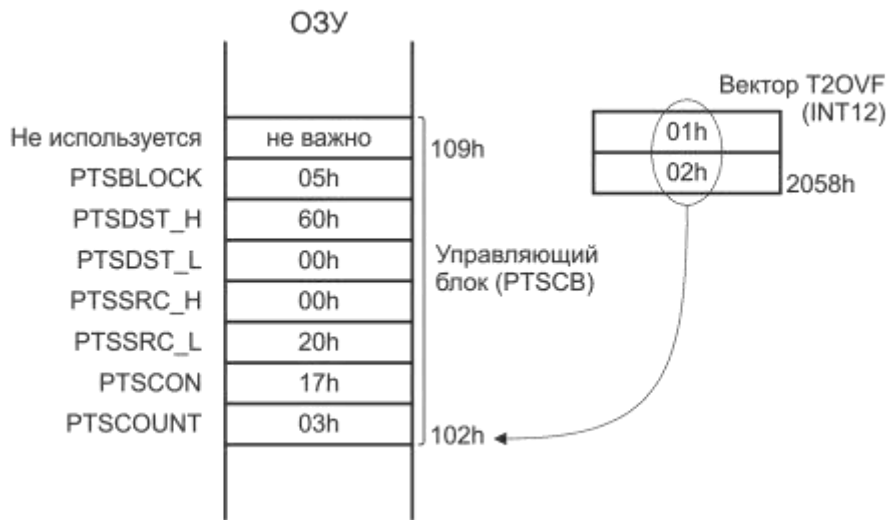 ОЗУ
Вектор T2OVF
(INT12)
Не используется не важно 109h 01h
PTSBLOCK 05h 02h 2058h
PTSDST_H 60h
PTSDST_L 00h Управляющий
PTSSRC_H 00h блок (PTSCB)
PTSSRC_L 20h
PTSCON 17h
PTSCOUNT 03h 102h